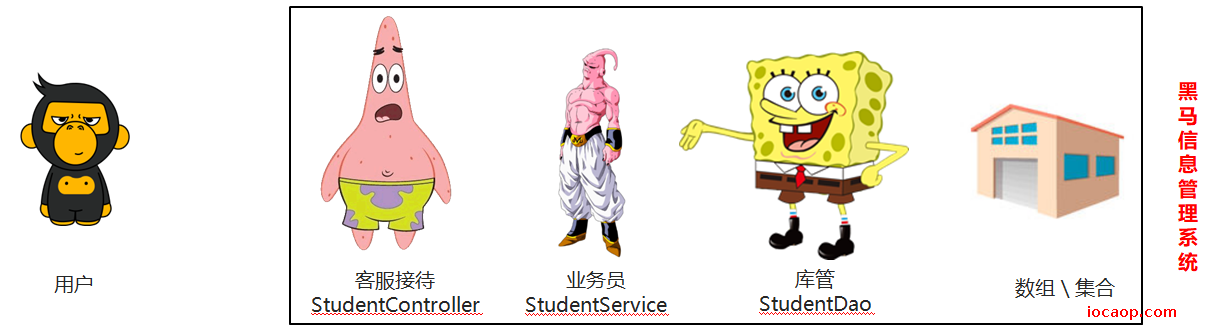 用户
客服接待
StudentController
业务员
StudentService
库管
StudentDao
数组 \ 集合
黑马信息管理系统
iocaop.com